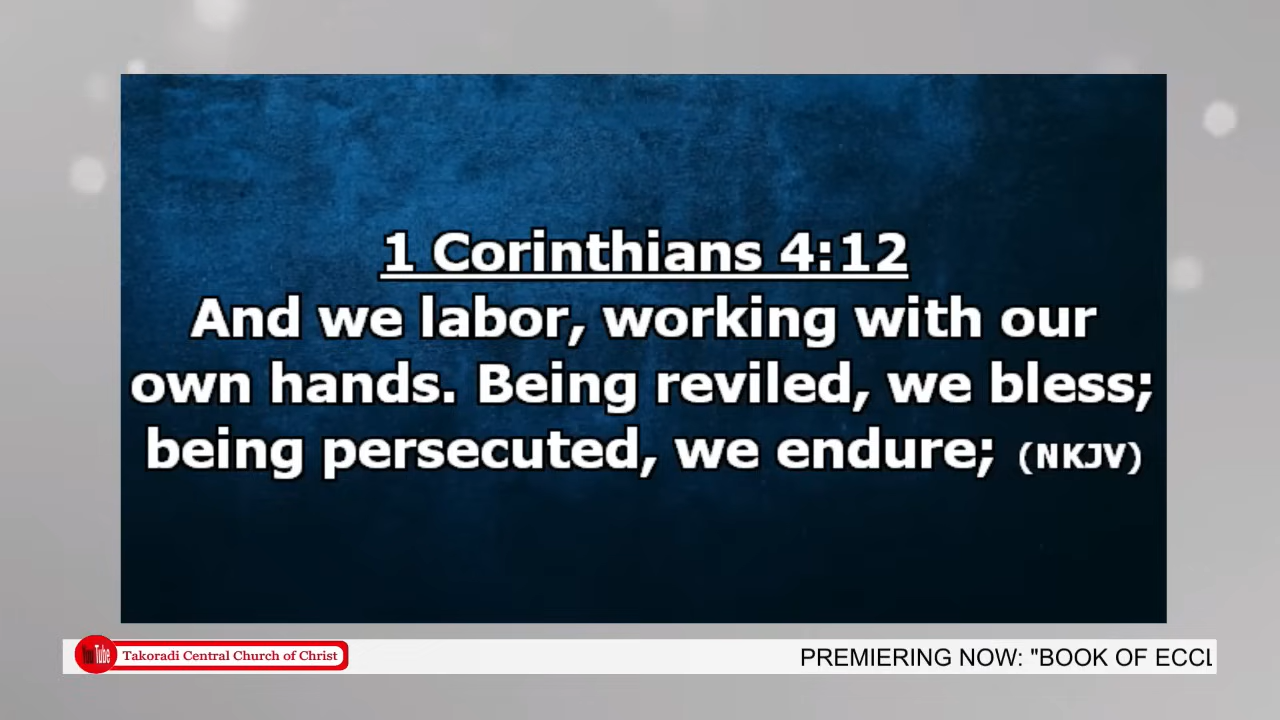 1 Corinthians 4:12
And we labor, working with our
own hands. Being reviled, we bless;
being persecuted, we endure; (NKJV)
YouTube Takoradi Central Church of Christ
PREMIERING NOW: "BOOK OF ECCL